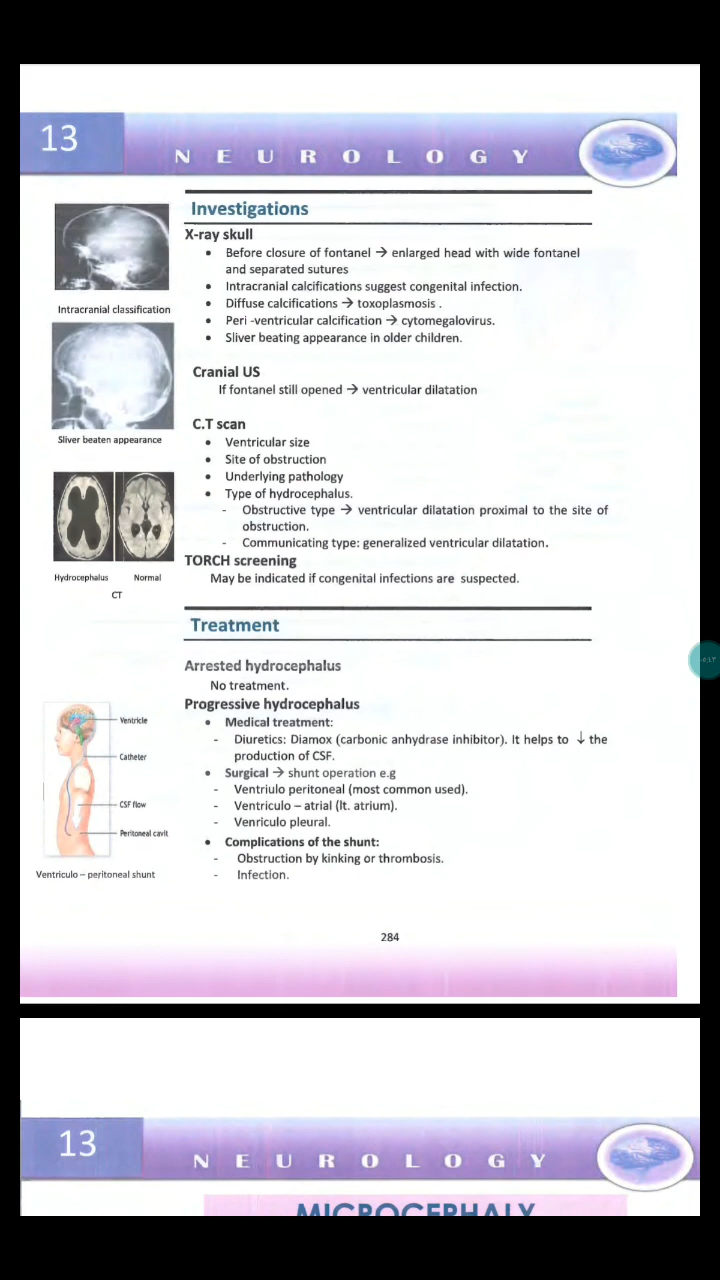 13
NEUROLOGY
Investigations
X-ray skull
• Before closure of fontanel → enlarged head with wide fontanel
and separated sutures
• Intracranial calcifications suggest congenital infection.
• Diffuse calcifications → toxoplasmosis .
• Peri -ventricular calcification → cytomegalovirus.
• Sliver beating appearance in older children.
Intracranial classification
Sliver beaten appearance
Cranial US
If fontanel still opened → ventricular dilatation
C.T scan
• Ventricular size
• Site of obstruction
• Underlying pathology
• Type of hydrocephalus.
- Obstructive type → ventricular dilatation proximal to the site of
obstruction.
- Communicating type: generalized ventricular dilatation.
Hydrocephalus Normal
CT
TORCH screening
May be indicated if congenital infections are suspected.
Treatment
Arrested hydrocephalus
No treatment.
Progressive hydrocephalus
• Medical treatment:
- Diuretics: Diamox (carbonic anhydrase inhibitor). It helps to ↓ the
production of CSF.
• Surgical → shunt operation e.g
- Ventriulo peritoneal (most common used).
- Ventriculo – atrial (lt. atrium).
- Venriculo pleural.
• Complications of the shunt:
- Obstruction by kinking or thrombosis.
- Infection.
Ventricle
Catheter
CSF flow
Peritoneal cavit
Ventriculo – peritoneal shunt
284
13
NEUROLOGY
MICROCEPHALY